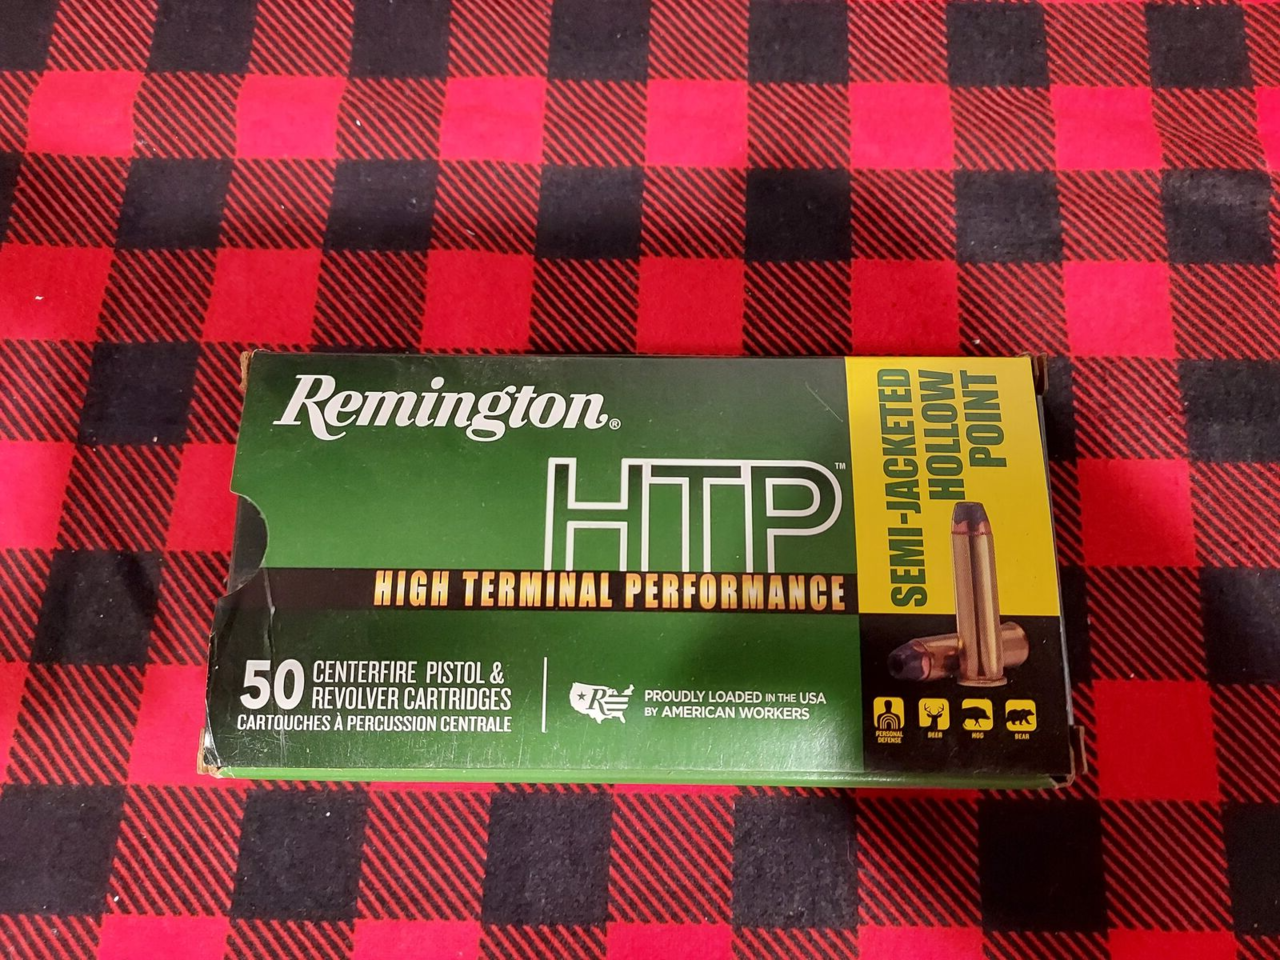 Remington®
HTP™
HIGH TERMINAL PERFORMANCE
50 CENTERFIRE PISTOL &
REVOLVER CARTRIDGES
CARTOUCHES À PERCUSSION CENTRALE
R
PROUDLY LOADED IN THE USA
BY AMERICAN WORKERS
SEMI-JACKETED
HOLLOW
POINT
PERSONAL
DEFENSE
DEER
HOG
BEAR